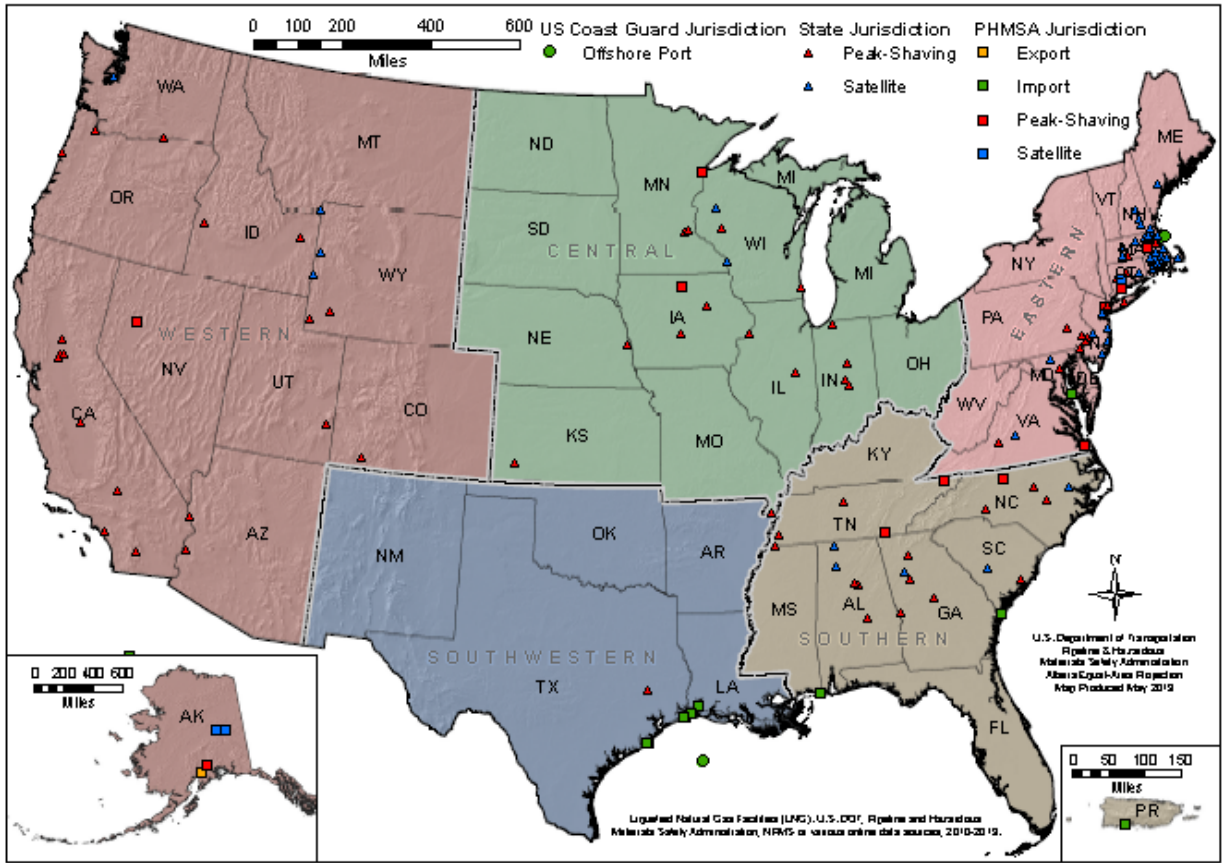 0 200 400 600
Miles
US Coast Guard Jurisdiction
Offshore Port
State Jurisdiction
Peak-Shaving
Satellite
PHMSA Jurisdiction
Export
Import
Peak-Shaving
Satellite
WA
MT
ND
MN
MI
ME
VT
NH
OR
ID
SD
CENTRAL
WI
MI
NY
EASTERN
WY
WESTERN
NE
IA
PA
NV
UT
CO
IL
IN
OH
MD
DE
CA
KS
MO
WV
VA
KY
AZ
NM
OK
AR
TN
NC
SC
MS
AL
GA
SOUTHERN
SOUTHWESTERN
TX
LA
FL
N
U.S. Department of Transportation
Pipeline & Hazardous
Materials Safety Administration
Albers Equal-Area Projection
Map Produced May 2013
0 200 400 600
Miles
AK
0 50 100 150
Miles
PR
Liquefied Natural Gas Facilities (LNG): U.S. DOT, Pipeline and Hazardous
Materials Safety Administration, NPMS or various online data sources, 2010-2013.